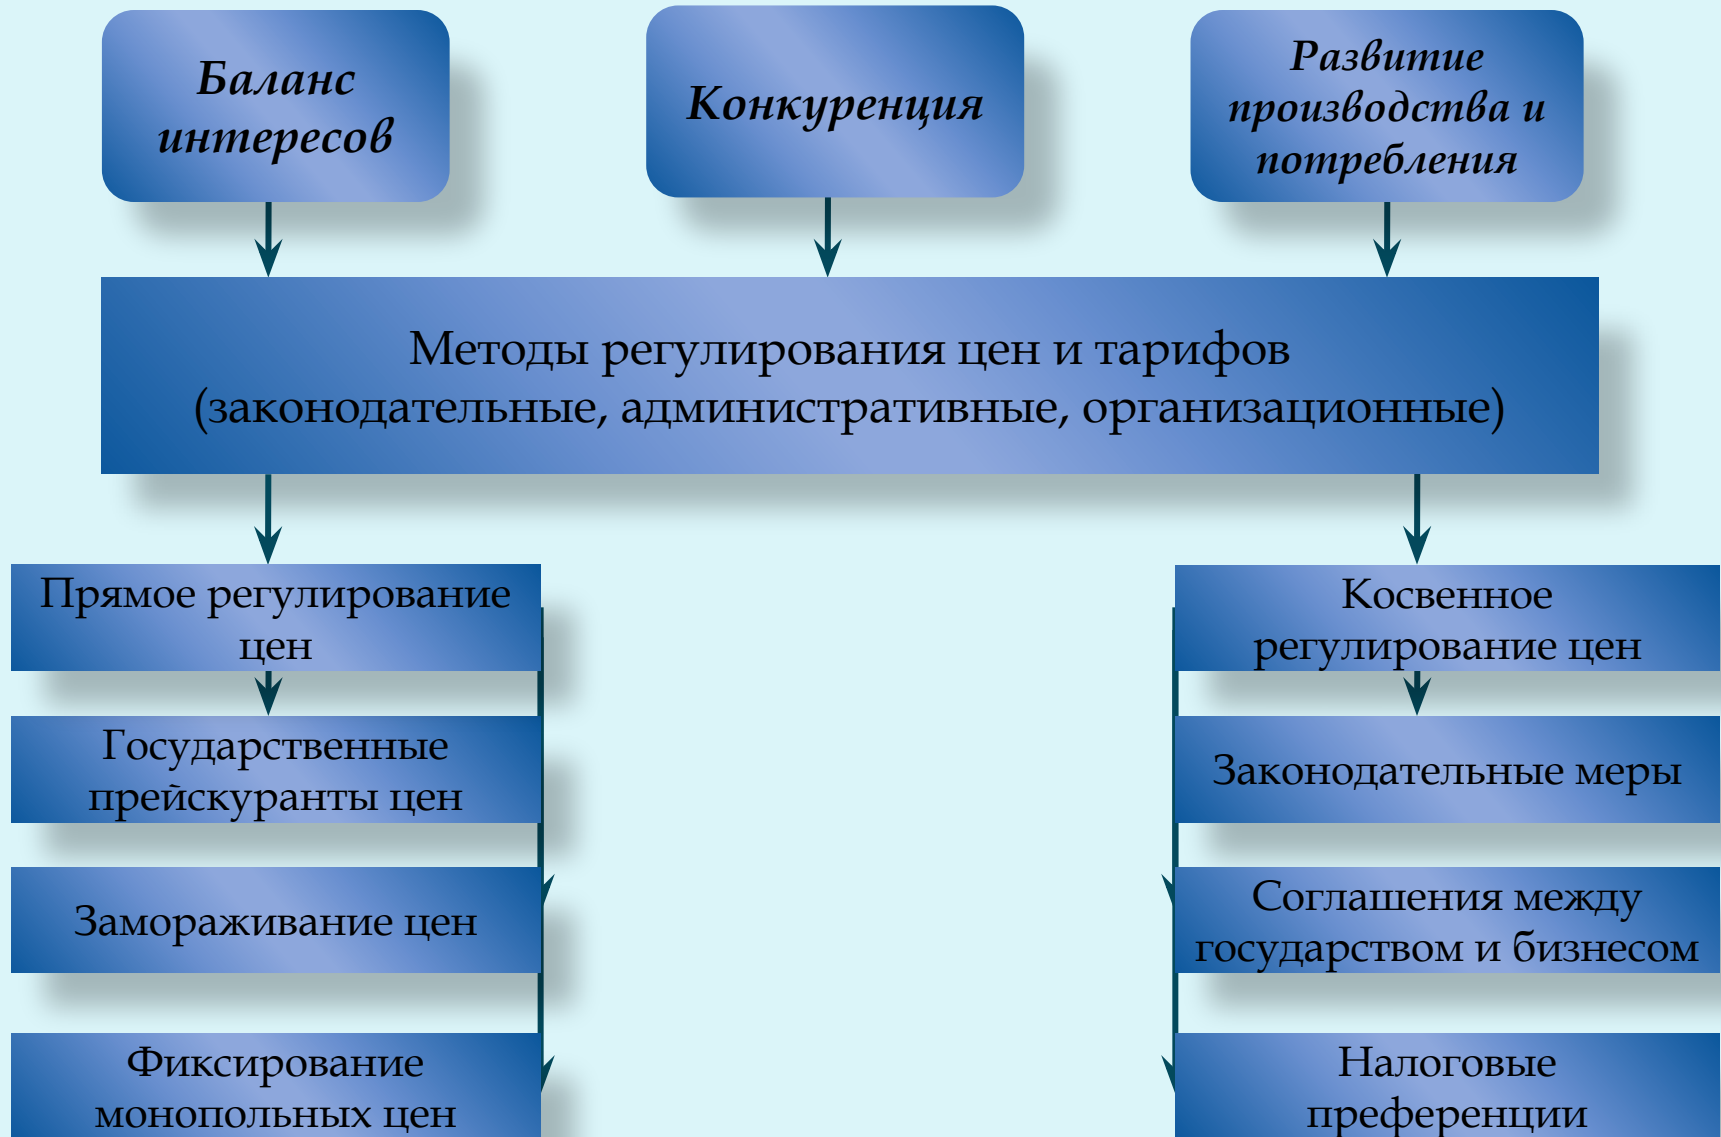 Баланс
интересов
Конкуренция
Развитие
производства и
потребления
Методы регулирования цен и тарифов
(законодательные, административные, организационные)
Прямое регулирование
цен
Государственные
прейскуранты цен
Замораживание цен
Фиксирование
монопольных цен
Косвенное
регулирование цен
Законодательные меры
Соглашения между
государством и бизнесом
Налоговые
преференции